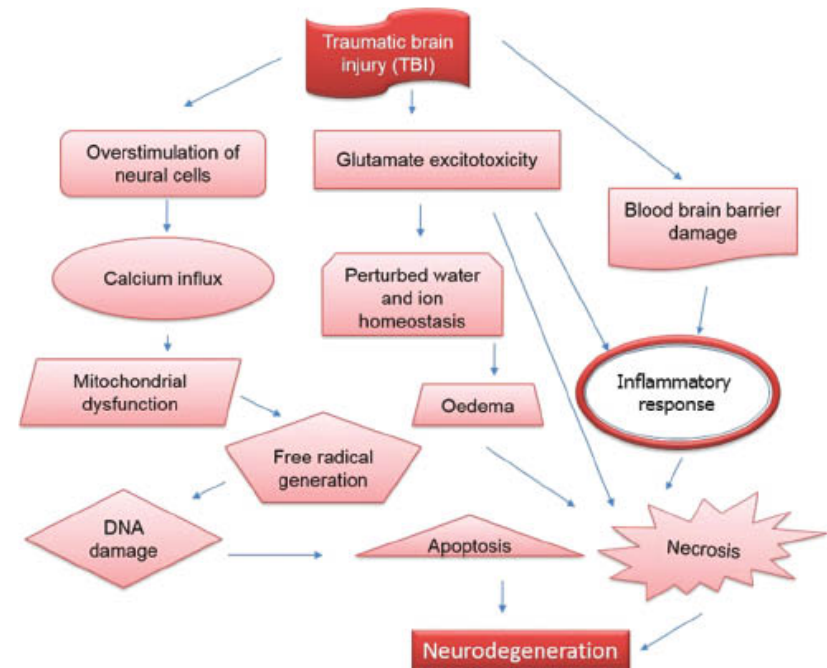 Traumatic brain
injury (TBI)
Overstimulation of
neural cells
Glutamate excitotoxicity
Blood brain barrier
damage
Calcium influx
Perturbed water
and ion
homeostasis
Mitochondrial
dysfunction
Oedema
Inflammatory
response
Free radical
generation
DNA
damage
Apoptosis
Necrosis
Neurodegeneration